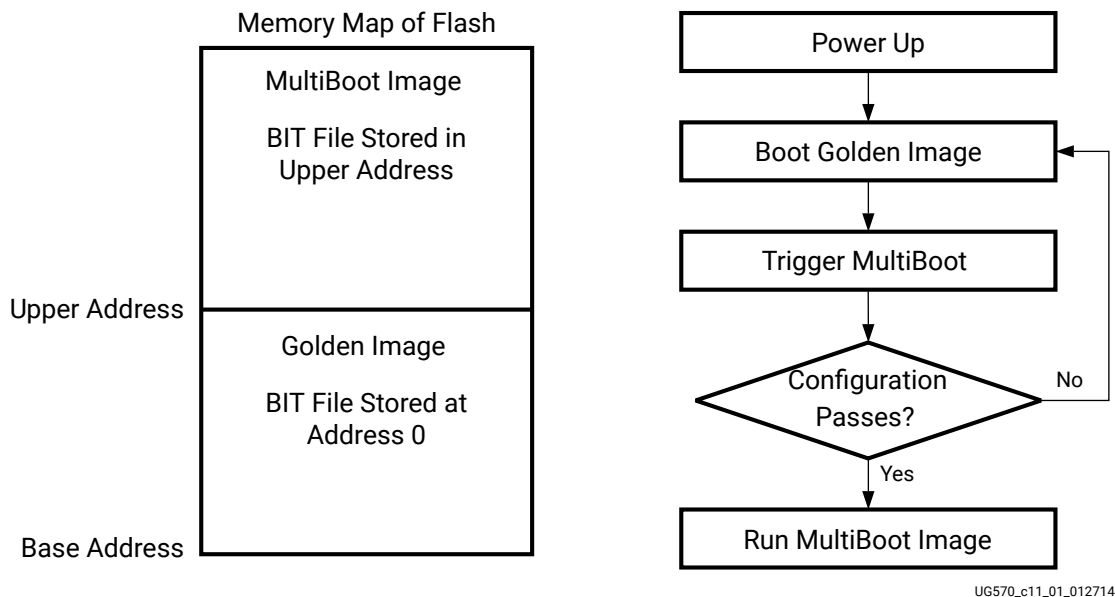 Memory Map of Flash
MultiBoot Image
BIT File Stored in
Upper Address
Upper Address
Golden Image
BIT File Stored at
Address 0
Base Address
Power Up
Boot Golden Image
Trigger MultiBoot
Configuration
Passes?
No
Yes
Run MultiBoot Image
UG570_c11_01_012714